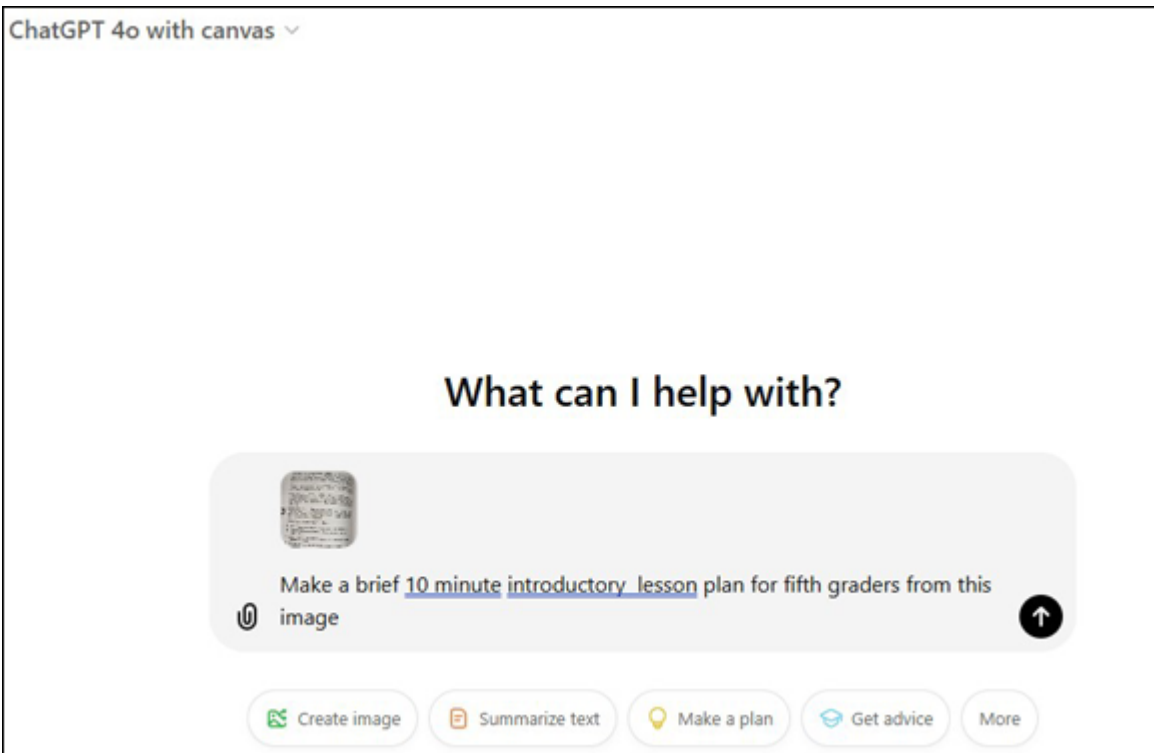 ChatGPT 4o with canvas
What can I help with?
Make a brief 10 minute introductory  lesson plan for fifth graders from this
image
Create image
Summarize text
Make a plan
Get advice
More